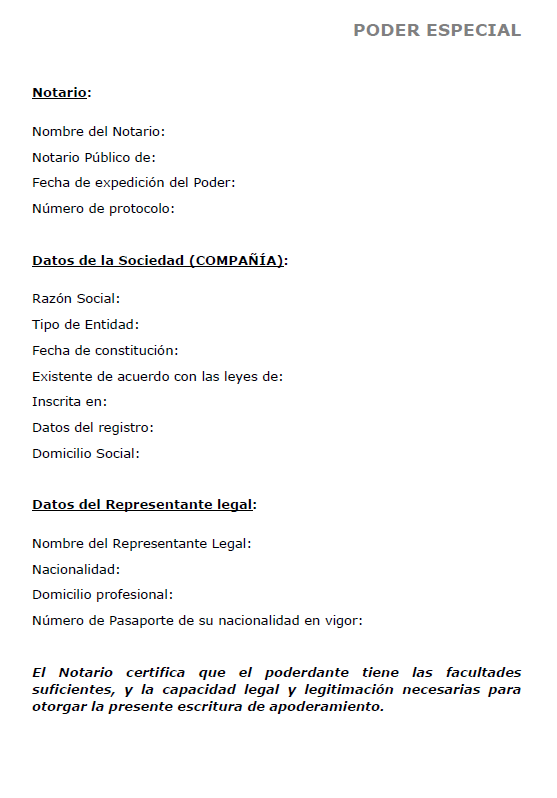 PODER ESPECIAL
Notario:
Nombre del Notario:
Notario Público de:
Fecha de expedición del Poder:
Número de protocolo:
Datos de la Sociedad (COMPAÑÍA):
Razón Social:
Tipo de Entidad:
Fecha de constitución:
Existente de acuerdo con las leyes de:
Inscrita en:
Datos del registro:
Domicilio Social:
Datos del Representante legal:
Nombre del Representante Legal:
Nacionalidad:
Domicilio profesional:
Número de Pasaporte de su nacionalidad en vigor:
El Notario certifica que el poderdante tiene las facultades
suficientes, y la capacidad legal y legitimación necesarias para
otorgar la presente escritura de apoderamiento.